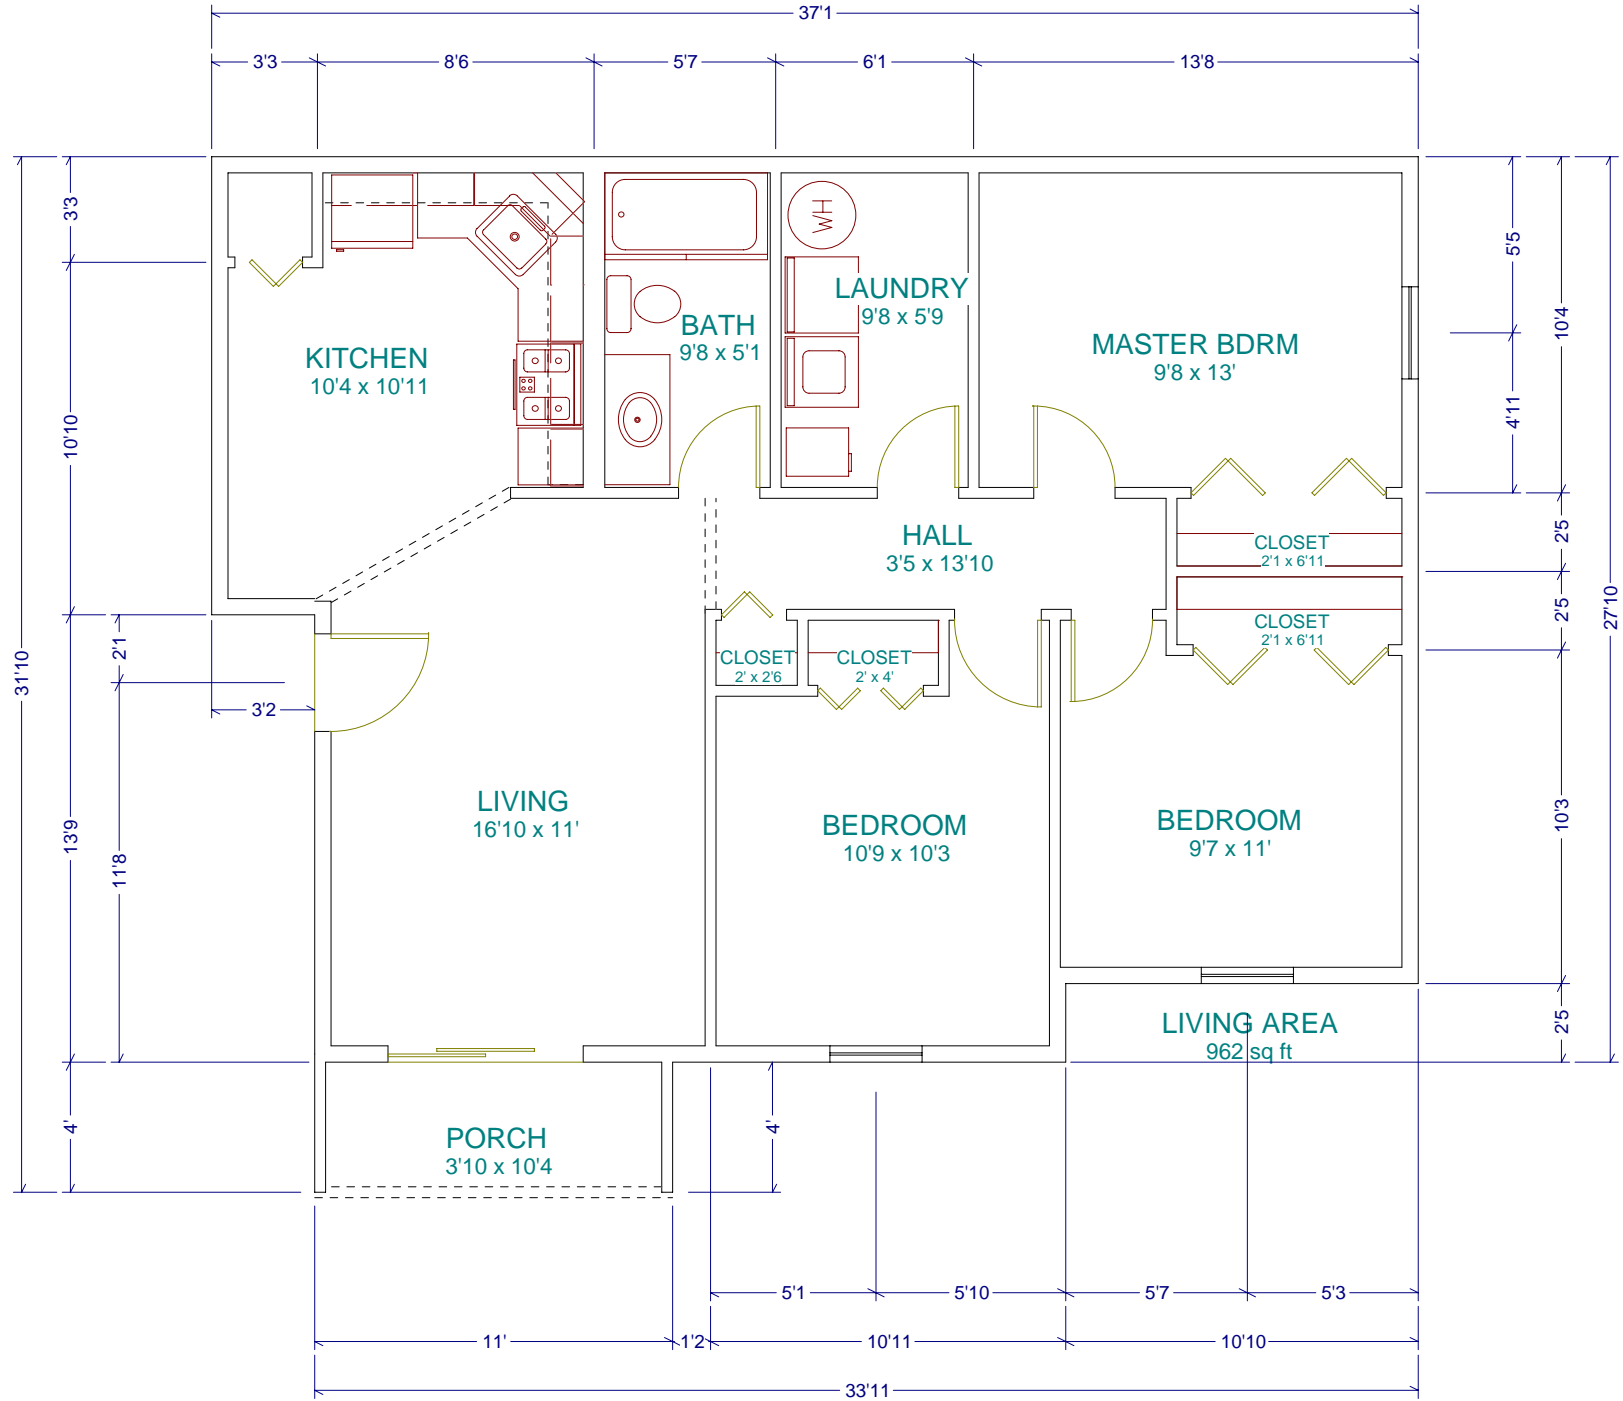 37'1
3'3
8'6
5'7
6'1
13'8
3'3
10'10
31'10
2'1
3'2
13'9
11'8
4'
WH
LAUNDRY
9'8 x 5'9
BATH
9'8 x 5'1
KITCHEN
10'4 x 10'11
MASTER BDRM
9'8 x 13'
5'5
10'4
4'11
2'5
2'5
27'10
10'3
2'5
HALL
3'5 x 13'10
CLOSET
2'1 x 6'11
CLOSET
2'1 x 6'11
CLOSET
2' x 2'6
CLOSET
2' x 4'
LIVING
16'10 x 11'
BEDROOM
10'9 x 10'3
BEDROOM
9'7 x 11'
LIVING AREA
962 sq ft
PORCH
3'10 x 10'4
4'
5'1
5'10
5'7
5'3
11'
1'2
10'11
10'10
33'11